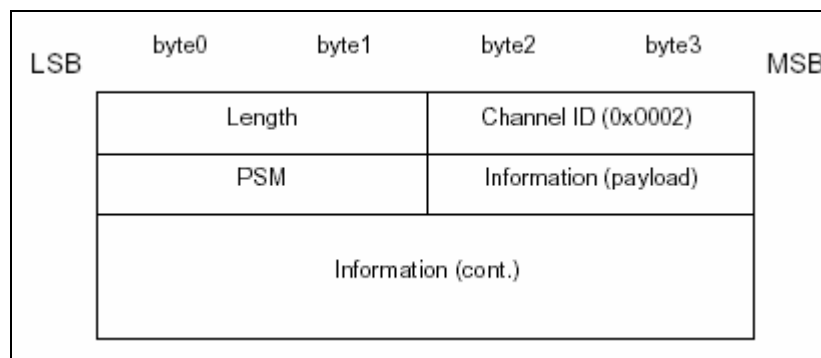 byte0 byte1 byte2 byte3
LSB MSB
Length Channel ID (0x0002)
PSM Information (payload)
Information (cont.)